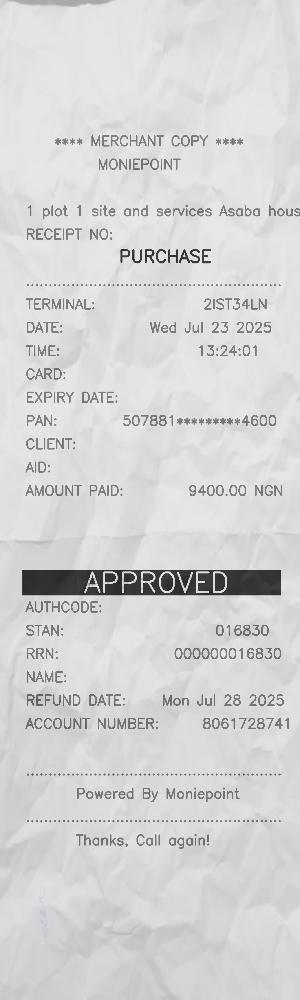 **** MERCHANT COPY ****
MONIEPOINT
1 plot 1 site and services Asaba hous
RECEIPT NO:
PURCHASE
TERMINAL: 2IST34LN
DATE: Wed Jul 23 2025
TIME: 13:24:01
CARD:
EXPIRY DATE:
PAN: 507881*********4600
CLIENT:
AID:
AMOUNT PAID: 9400.00 NGN
APPROVED
AUTHCODE:
STAN: 016830
RRN: 000000016830
NAME:
REFUND DATE: Mon Jul 28 2025
ACCOUNT NUMBER: 8061728741
Powered By Moniepoint
Thanks, Call again!